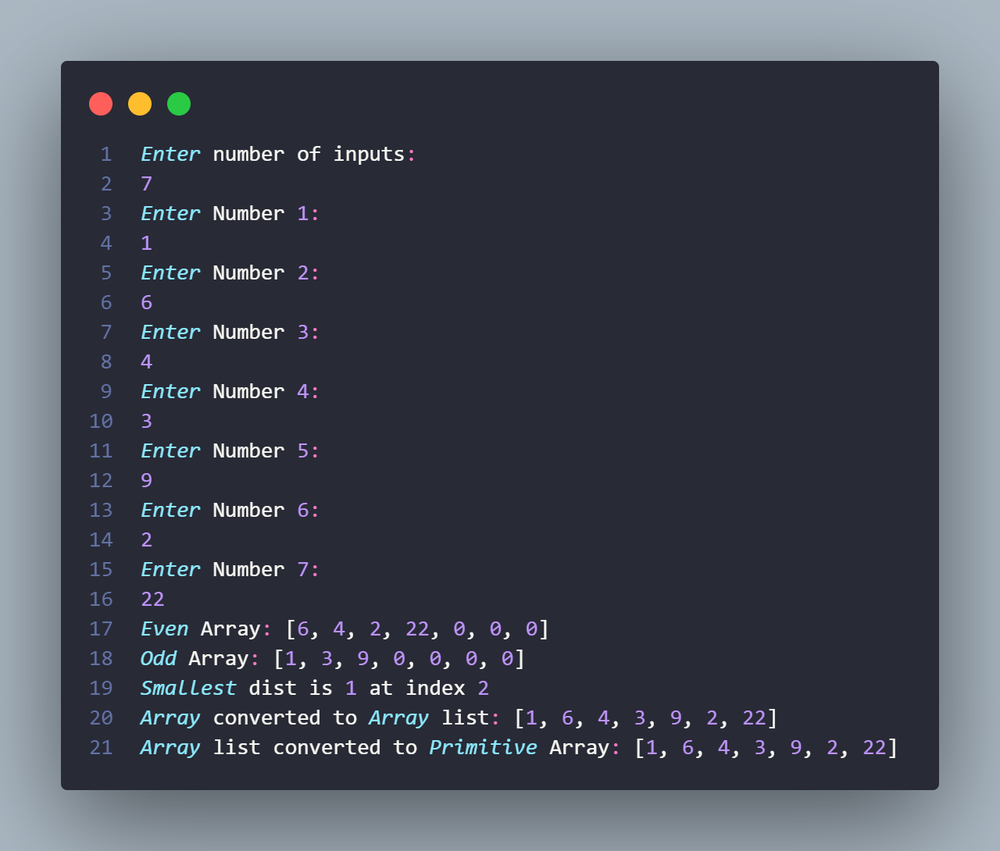 1 Enter number of inputs:
2 7
3 Enter Number 1:
4 1
5 Enter Number 2:
6 6
7 Enter Number 3:
8 4
9 Enter Number 4:
10 3
11 Enter Number 5:
12 9
13 Enter Number 6:
14 2
15 Enter Number 7:
16 22
17 Even Array: [6, 4, 2, 22, 0, 0, 0]
18 Odd Array: [1, 3, 9, 0, 0, 0, 0]
19 Smallest dist is 1 at index 2
20 Array converted to Array list: [1, 6, 4, 3, 9, 2, 22]
21 Array list converted to Primitive Array: [1, 6, 4, 3, 9, 2, 22]